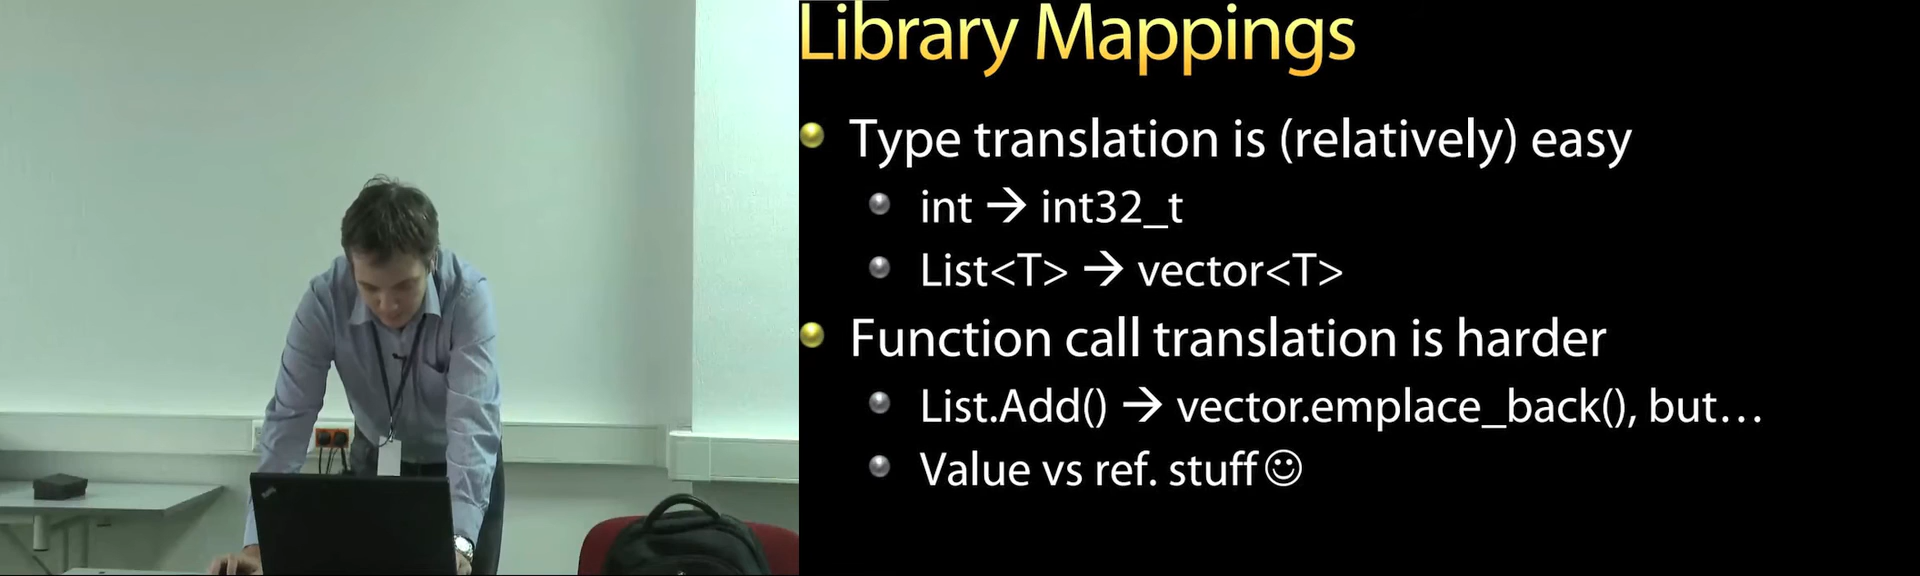 Library Mappings
Type translation is (relatively) easy
int → int32_t
List<T> → vector<T>
Function call translation is harder
List.Add() → vector.emplace_back(), but…
Value vs ref. stuff☺